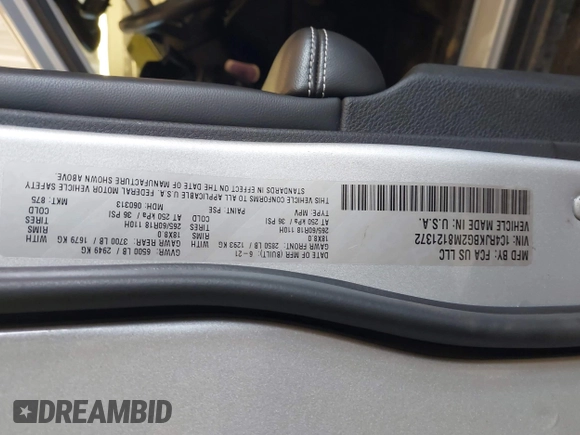 MFD. BY: FCA US LLC
VIN: 1C4RJKBG2M8121372
VEHICLE MADE IN: U.S.A.
DATE OF MFR (BUILT): 6-21 GVWR: 6500 LB 2949 KG
GAWR FRONT: 2850 LB 1293 KG WITH GAWR REAR: 3700 LB 1679 KG WITH
265/60R18 110H TIRES 265/60R18 110H TIRES
18X8.0 RIMS 18X8.0 RIMS
AT 250 kPa / 36 PSI COLD AT 250 kPa / 36 PSI COLD
TYPE: MPV PAINT: MDH: 060313 MKT: 875
THIS VEHICLE CONFORMS TO ALL APPLICABLE U.S.A. FEDERAL MOTOR VEHICLE SAFETY
STANDARDS IN EFFECT ON THE DATE OF MANUFACTURE SHOWN ABOVE.
DREAMBID